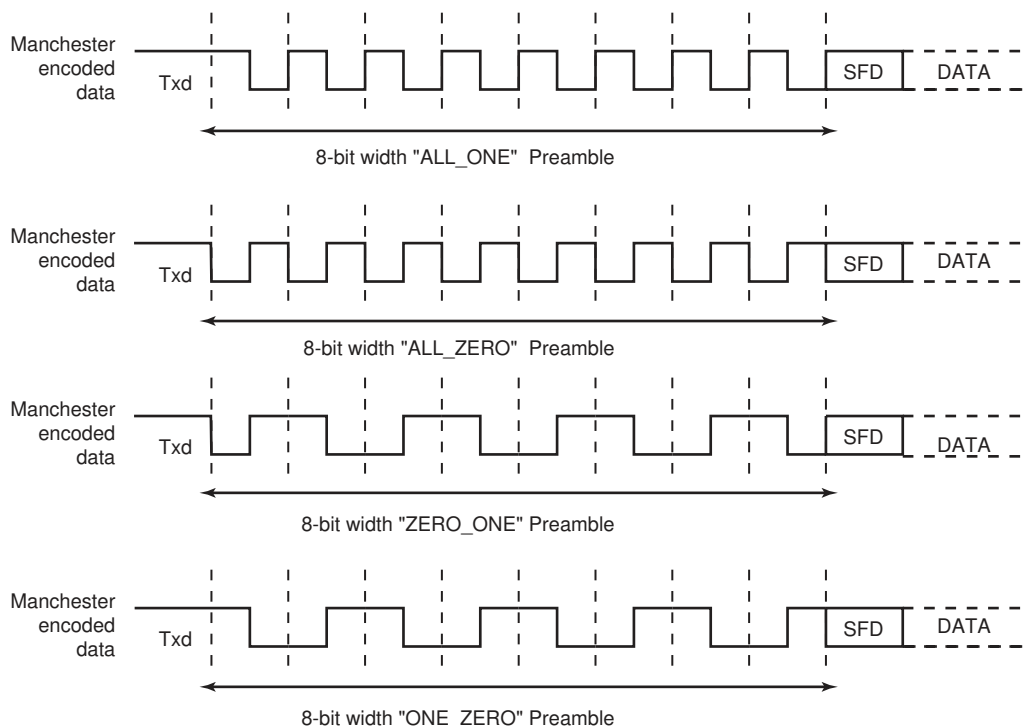 Manchester
encoded
data
Txd
SFD
DATA
8-bit width "ALL_ONE" Preamble
Manchester
encoded
data
Txd
SFD
DATA
8-bit width "ALL_ZERO" Preamble
Manchester
encoded
data
Txd
SFD
DATA
8-bit width "ZERO_ONE" Preamble
Manchester
encoded
data
Txd
SFD
DATA
8-bit width "ONE_ZERO" Preamble